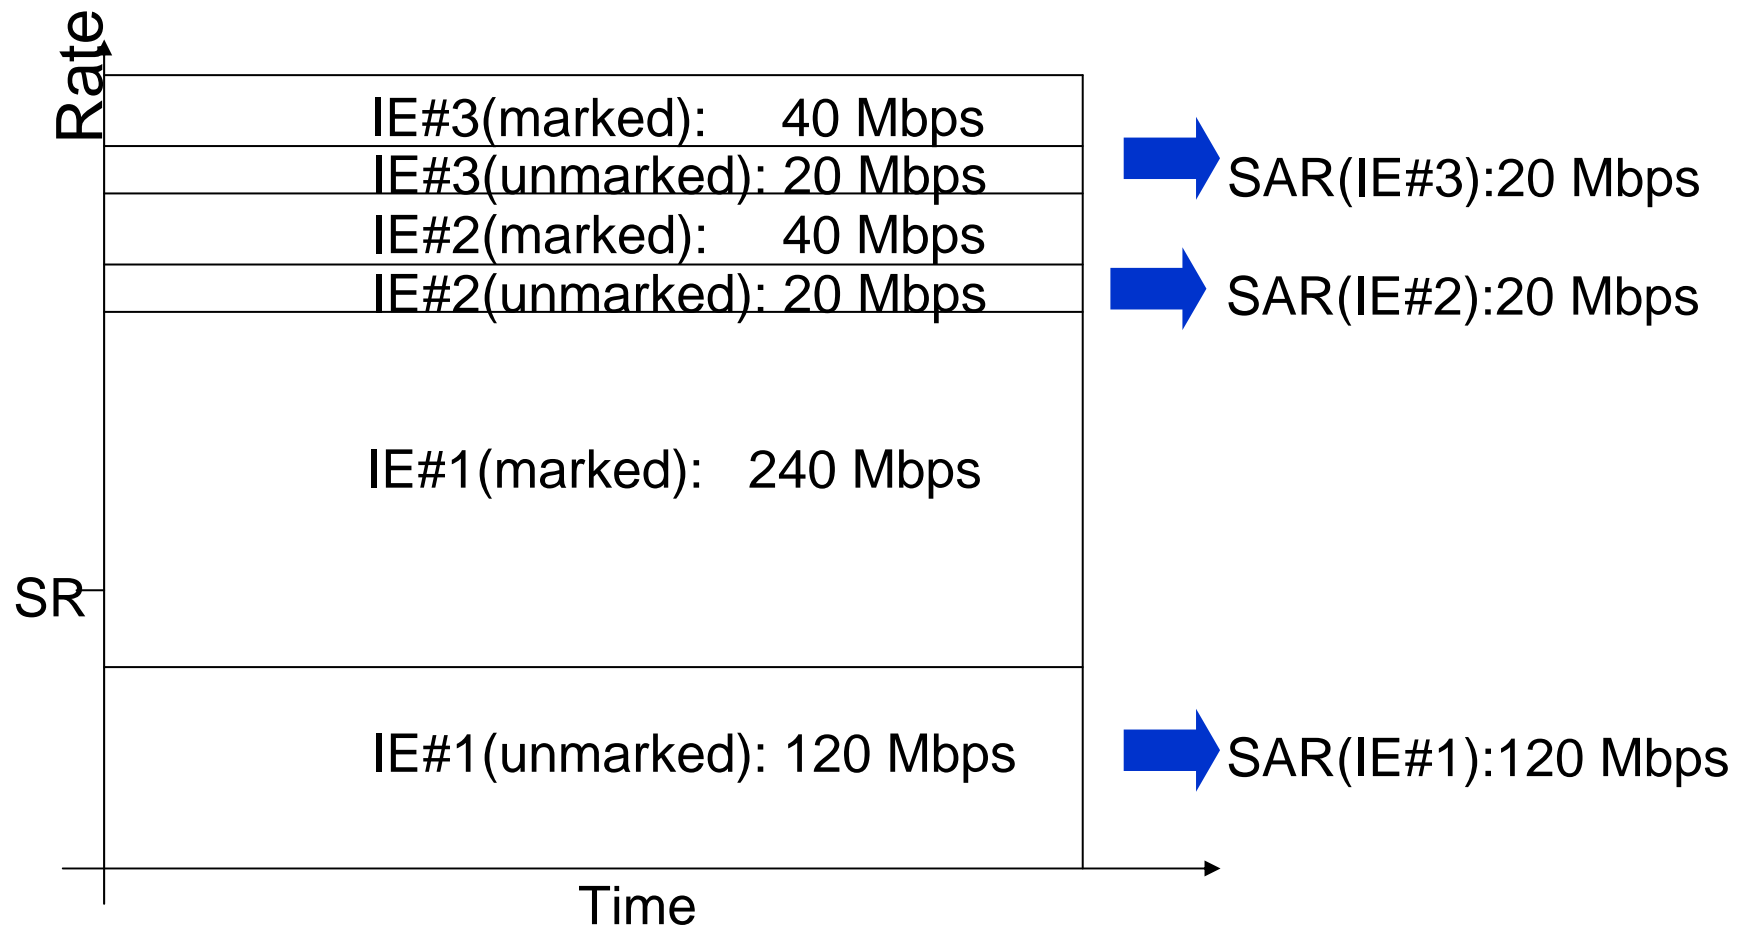 Rate
IE#3(marked): 40 Mbps
IE#3(unmarked): 20 Mbps
SAR(IE#3):20 Mbps
IE#2(marked): 40 Mbps
IE#2(unmarked): 20 Mbps
SAR(IE#2):20 Mbps
IE#1(marked): 240 Mbps
SR
IE#1(unmarked): 120 Mbps
SAR(IE#1):120 Mbps
Time